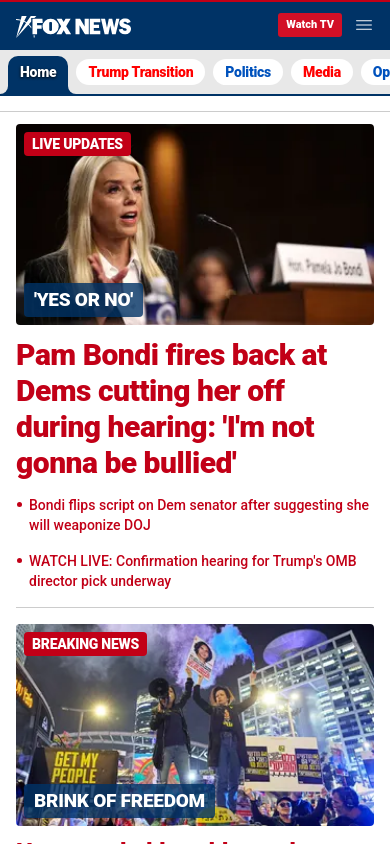 FOX NEWS
Watch TV
Home
Trump Transition
Politics
Media
Op
LIVE UPDATES
Hon. Pamela Jo Bondi
'YES OR NO'
Pam Bondi fires back at
Dems cutting her off
during hearing: 'I'm not
gonna be bullied'
• Bondi flips script on Dem senator after suggesting she
will weaponize DOJ
• WATCH LIVE: Confirmation hearing for Trump's OMB
director pick underway
BREAKING NEWS
GET MY
PEOPLE
BRINK OF FREEDOM